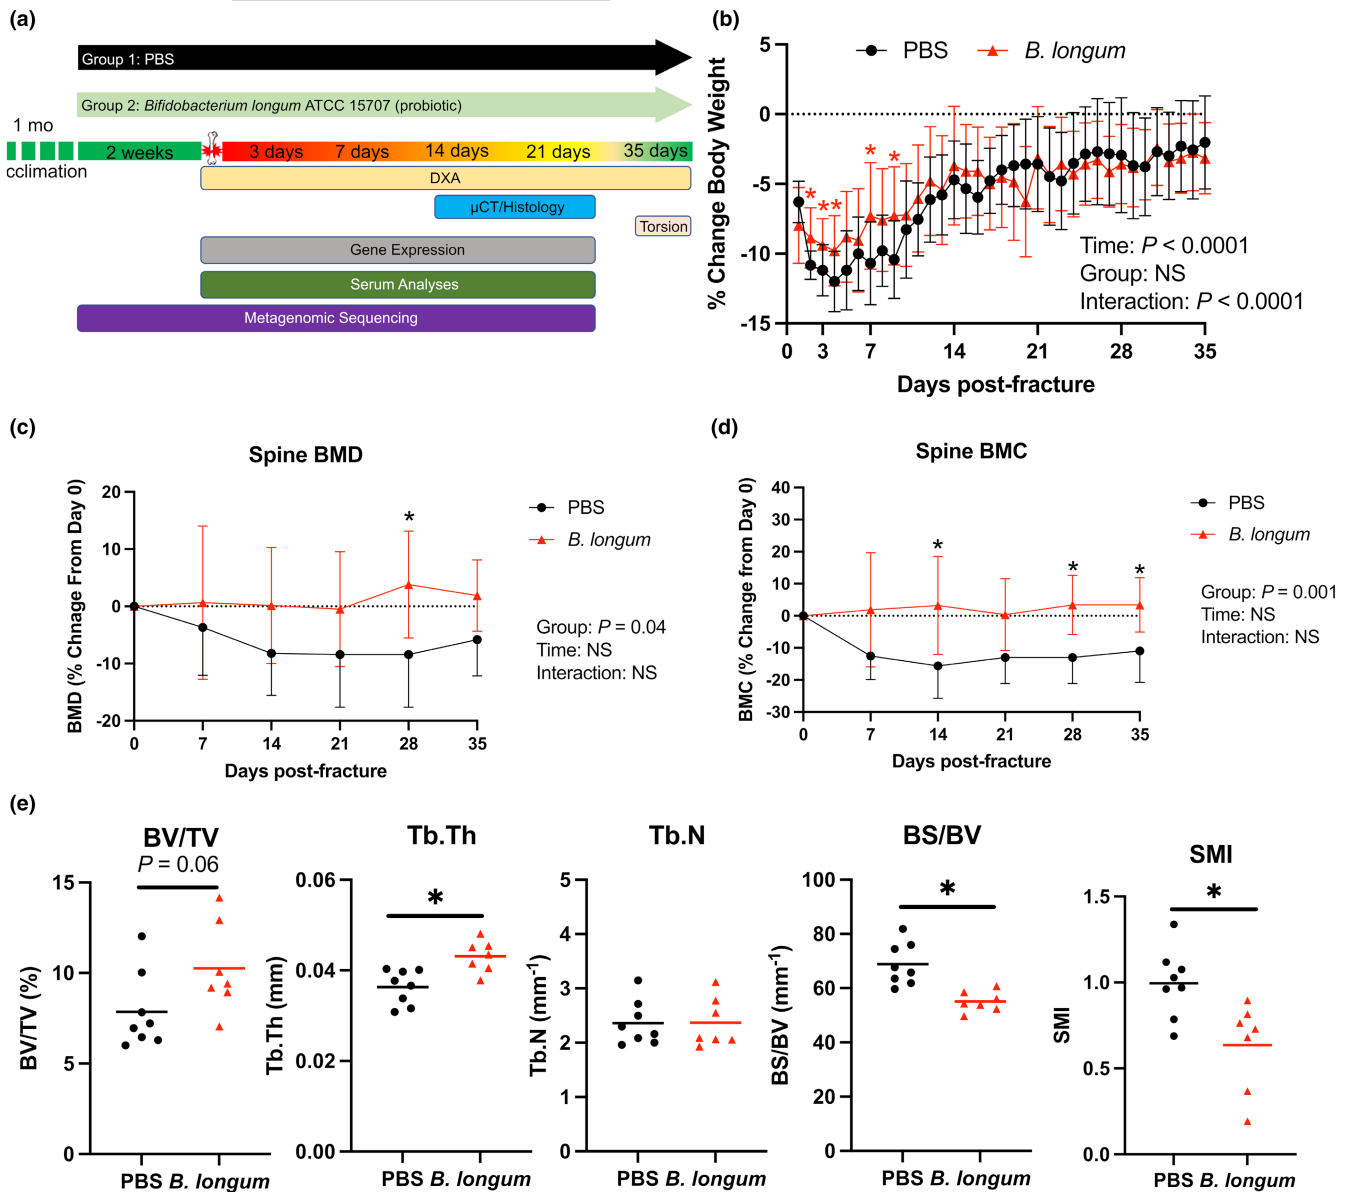 (a)
Group 1: PBS
Group 2: Bifidobacterium longum ATCC 15707 (probiotic)
1 mo
cclimation
2 weeks
3 days
7 days
14 days
21 days
35 days
DXA
µCT/Histology
Torsion
Gene Expression
Serum Analyses
Metagenomic Sequencing
(b)
PBS
B. longum
% Change Body Weight
5
0
-5
-10
-15
* * * * *
Time: P < 0.0001
Group: NS
Interaction: P < 0.0001
0 3 7 14 21 28 35
Days post-fracture
(c)
Spine BMD
BMD (% Chnage From Day 0)
20
10
0
-10
-20
*
PBS
B. longum
Group: P = 0.04
Time: NS
Interaction: NS
0 7 14 21 28 35
Days post-fracture
(d)
Spine BMC
BMC (% Change from Day 0)
40
30
20
10
0
-10
-20
-30
* * *
PBS
B. longum
Group: P = 0.001
Time: NS
Interaction: NS
0 7 14 21 28 35
Days post-fracture
(e)
BV/TV
P = 0.06
BV/TV (%)
15
10
5
0
PBS B. longum
Tb.Th
*
Tb.Th (mm)
0.06
0.04
0.02
0.00
PBS B. longum
Tb.N
Tb.N (mm⁻¹)
5
4
3
2
1
0
PBS B. longum
BS/BV
*
BS/BV (mm⁻¹)
100
80
60
40
20
0
PBS B. longum
SMI
*
SMI
1.5
1.0
0.5
0.0
PBS B. longum